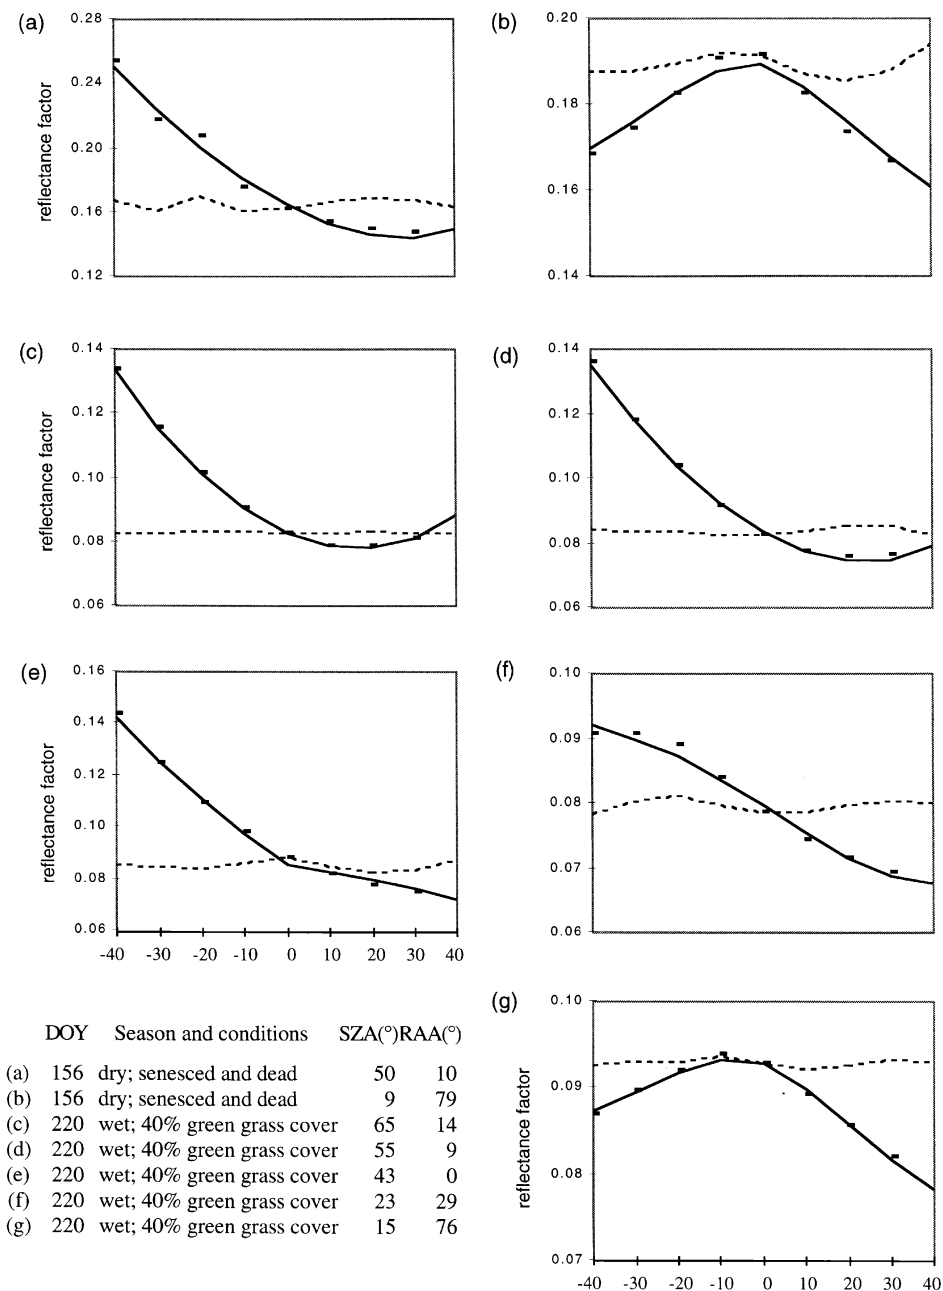 (a)
0.28
0.24
0.20
0.16
0.12
reflectance factor
(b)
0.20
0.18
0.16
0.14
(c)
0.14
0.12
0.10
0.08
0.06
reflectance factor
(d)
0.14
0.12
0.10
0.08
0.06
(e)
0.16
0.14
0.12
0.10
0.08
0.06
reflectance factor
-40 -30 -20 -10 0 10 20 30 40
(f)
0.10
0.09
0.08
0.07
0.06
(g)
0.10
0.09
0.08
0.07
reflectance factor
-40 -30 -20 -10 0 10 20 30 40
DOY Season and conditions SZA(°)RAA(°)
(a) 156 dry; senesced and dead 50 10
(b) 156 dry; senesced and dead 9 79
(c) 220 wet; 40% green grass cover 65 14
(d) 220 wet; 40% green grass cover 55 9
(e) 220 wet; 40% green grass cover 43 0
(f) 220 wet; 40% green grass cover 23 29
(g) 220 wet; 40% green grass cover 15 76